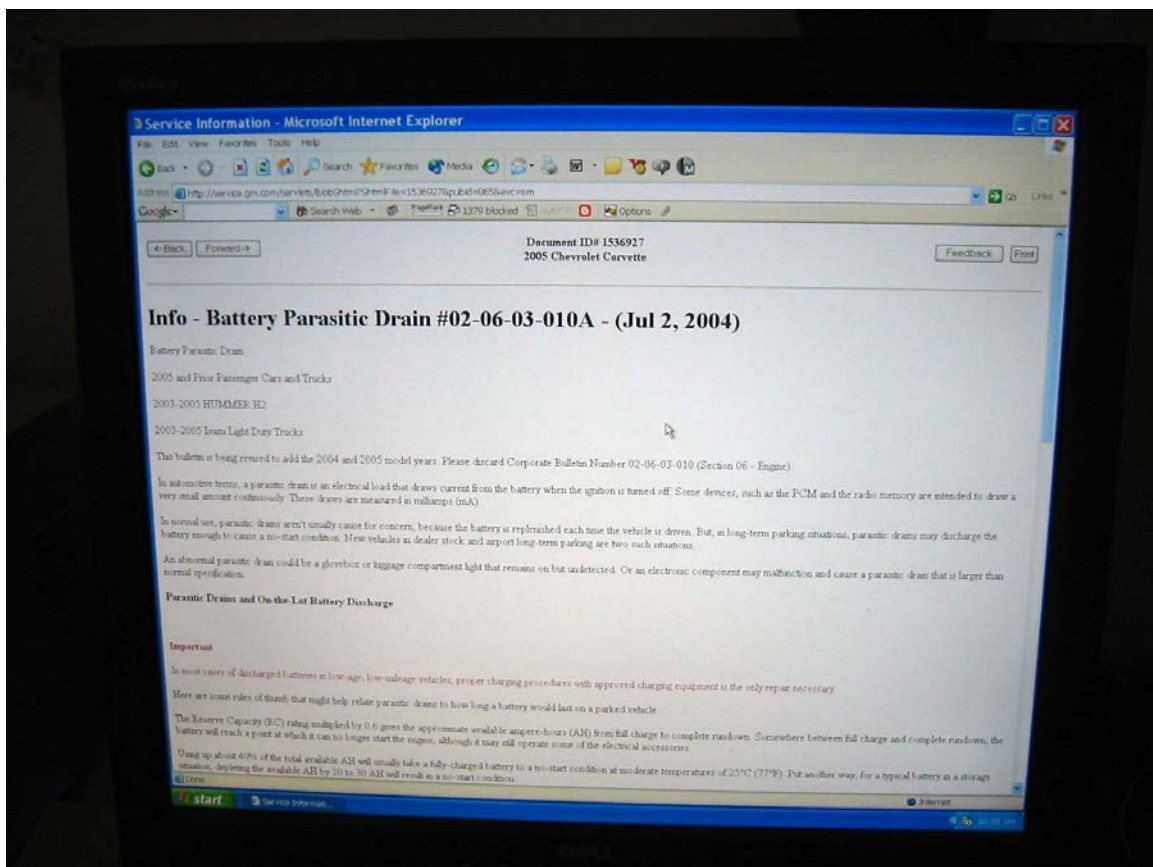 Service Information - Microsoft Internet Explorer
File Edit View Favorites Tools Help
Back Search Favorites Media
Address http://service.gm.com/servlets/BlobShtml?ShtmlFile=1536927&pubid=965&evc=sm Go Links
Google Search Web PageRank 1379 blocked Options
<-Back Forward-> Document ID# 1536927 Feedback Print
2005 Chevrolet Corvette
Info - Battery Parasitic Drain #02-06-03-010A - (Jul 2, 2004)
Battery Parasitic Drain
2005 and Prior Passenger Cars and Trucks
2003-2005 HUMMER H2
2003-2005 Isuzu Light Duty Trucks
This bulletin is being revised to add the 2004 and 2005 model years. Please discard Corporate Bulletin Number 02-06-03-010 (Section 06 - Engine).
In automotive terms, a parasitic drain is an electrical load that draws current from the battery when the ignition is turned off. Some devices, such as the PCM and the radio memory are intended to draw a
very small amount continuously. These draws are measured in milliamps (mA).
In normal use, parasitic drains aren't usually cause for concern, because the battery is replenished each time the vehicle is driven. But, in long-term parking situations, parasitic drains may discharge the
battery enough to cause a no-start condition. New vehicles in dealer stock and airport long-term parking are two such situations.
An abnormal parasitic drain could be a glovebox or luggage compartment light that remains on but undetected. Or an electronic component may malfunction and cause a parasitic drain that is larger than
normal specification.
Parasitic Drains and On-the-Lot Battery Discharge
Important
In most cases of discharged batteries in low-age, low-mileage vehicles, proper charging procedures with approved charging equipment is the only repair necessary.
Here are some rules of thumb that might help relate parasitic drains to how long a battery would last on a parked vehicle.
The Reserve Capacity (RC) rating multiplied by 0.6 gives the approximate available ampere-hours (AH) from full charge to complete rundown. Somewhere between full charge and complete rundown, the
battery will reach a point at which it can no longer start the engine, although it may still operate some of the electrical accessories.
Using up about 40% of the total available AH will usually take a fully-charged battery to a no-start condition at moderate temperatures of 25°C (77°F). Put another way, for a typical battery in a storage
situation, depleting the available AH by 20 to 30 AH will result in a no-start condition.
Done Internet
start Service Informati...